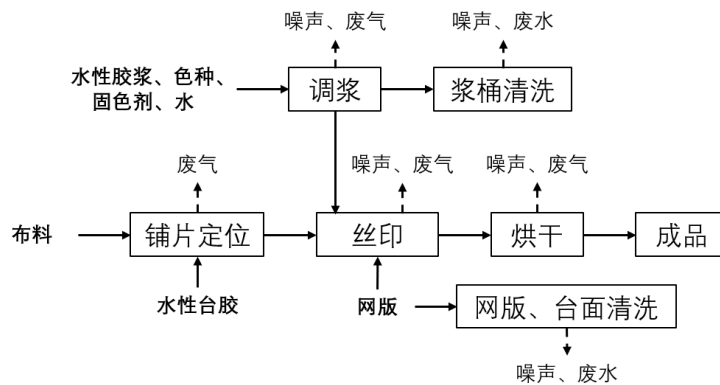 噪声、废气
噪声、废水
水性胶浆、色种、
固色剂、水
调浆
浆桶清洗
废气
噪声、废气
噪声、废气
布料
铺片定位
丝印
烘干
成品
水性台胶
网版
网版、台面清洗
噪声、废水